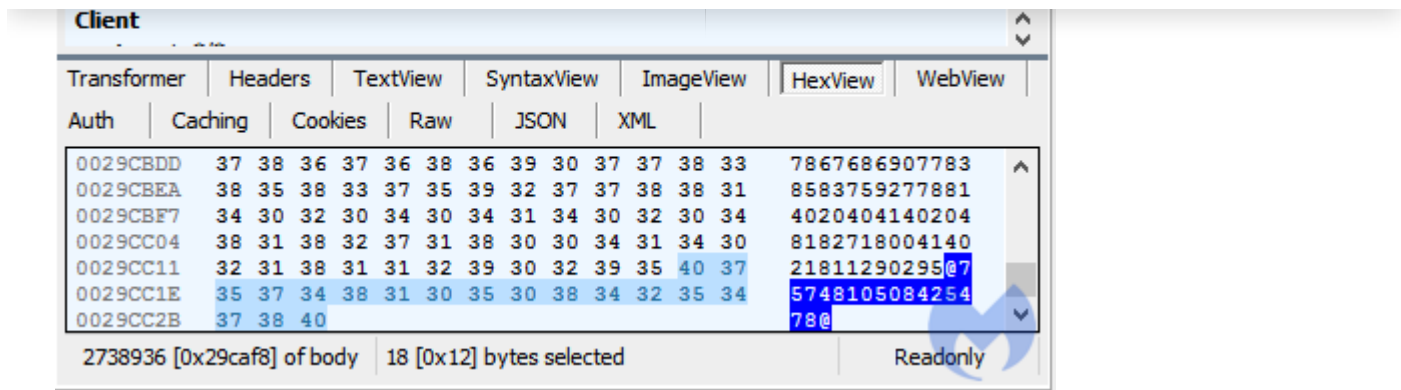 Client
Transformer Headers TextView SyntaxView ImageView HexView WebView
Auth Caching Cookies Raw JSON XML
0029CBDD 37 38 36 37 36 38 36 39 30 37 37 38 33 7867686907783
0029CBEA 38 35 38 33 37 35 39 32 37 37 38 38 31 8583759277881
0029CBF7 34 30 32 30 34 30 34 31 34 30 32 30 34 4020404140204
0029CC04 38 31 38 32 37 31 38 30 30 34 31 34 30 8182718004140
0029CC11 32 31 38 31 31 32 39 30 32 39 35 40 37 21811290295@7
0029CC1E 35 37 34 38 31 30 35 30 38 34 32 35 34 5748105084254
0029CC2B 37 38 40 78@
2738936 [0x29caf8] of body 18 [0x12] bytes selected Readonly